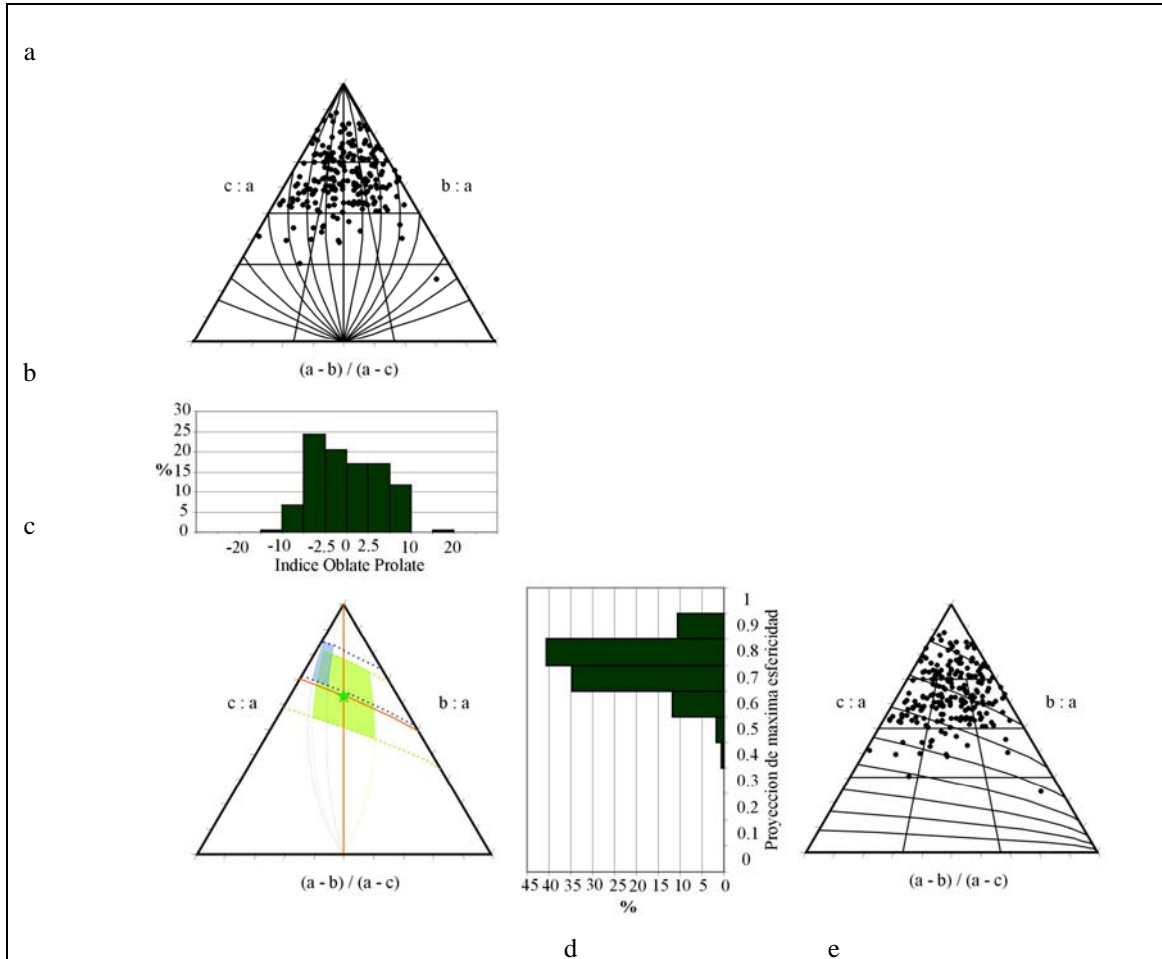 a
c : a
b : a
(a - b) / (a - c)
b
30
25
20
%15
10
5
0
-20 -10 -2.5 0 2.5 10 20
Indice Oblate Prolate
c
c : a
b : a
(a - b) / (a - c)
1
0.9
0.8
0.7
0.6
0.5
0.4
0.3
0.2
0.1
0
Proyeccion de maxima esfericidad
45 40 35 30 25 20 15 10 5 0
%
c : a
b : a
(a - b) / (a - c)
d
e